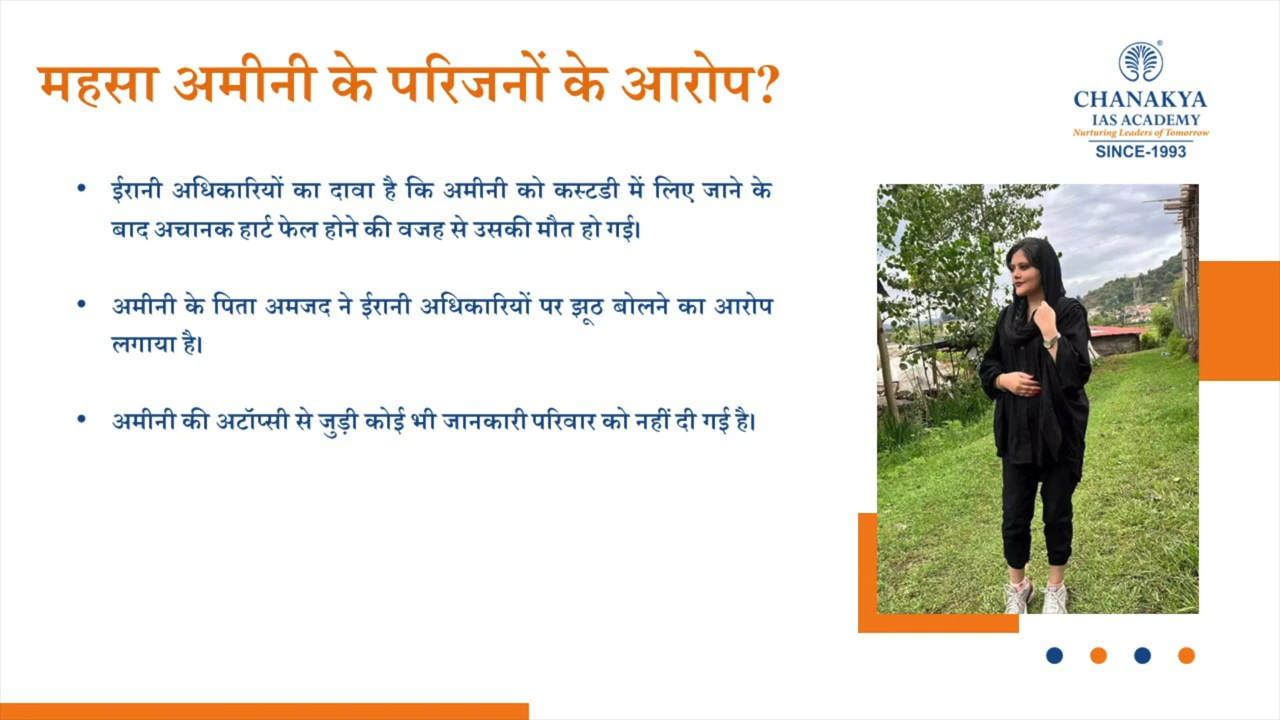 महसा अमीनी के परिजनों के आरोप?
CHANAKYA
IAS ACADEMY
Nurturing Leaders of Tomorrow
SINCE-1993
• ईरानी अधिकारियों का दावा है कि अमीनी को कस्टडी में लिए जाने के
बाद अचानक हार्ट फेल होने की वजह से उसकी मौत हो गई।
• अमीनी के पिता अमजद ने ईरानी अधिकारियों पर झूठ बोलने का आरोप
लगाया है।
• अमीनी की अटॉप्सी से जुड़ी कोई भी जानकारी परिवार को नहीं दी गई है।